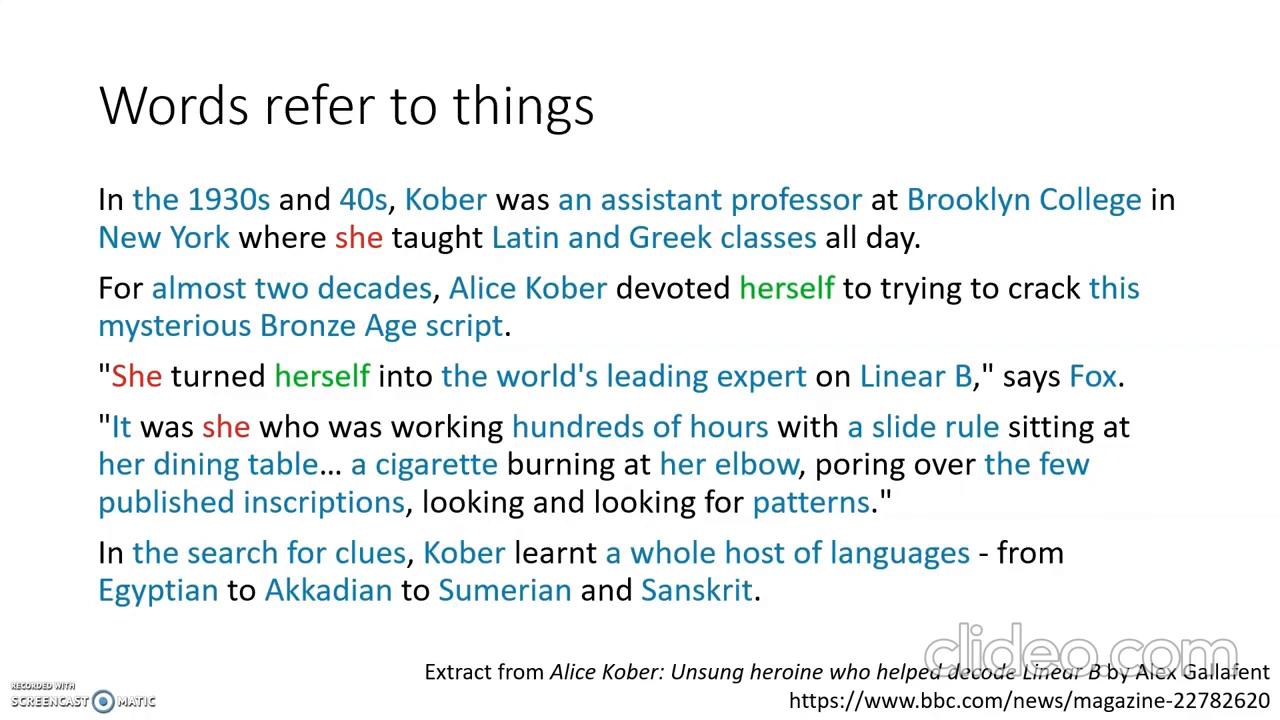 Words refer to things
In the 1930s and 40s, Kober was an assistant professor at Brooklyn College in
New York where she taught Latin and Greek classes all day.
For almost two decades, Alice Kober devoted herself to trying to crack this
mysterious Bronze Age script.
"She turned herself into the world's leading expert on Linear B," says Fox.
"It was she who was working hundreds of hours with a slide rule sitting at
her dining table... a cigarette burning at her elbow, poring over the few
published inscriptions, looking and looking for patterns."
In the search for clues, Kober learnt a whole host of languages - from
Egyptian to Akkadian to Sumerian and Sanskrit.
clideo.com
Extract from Alice Kober: Unsung heroine who helped decode Linear B by Alex Gallafent
https://www.bbc.com/news/magazine-22782620
RECORDED WITH
SCREENCAST MATIC